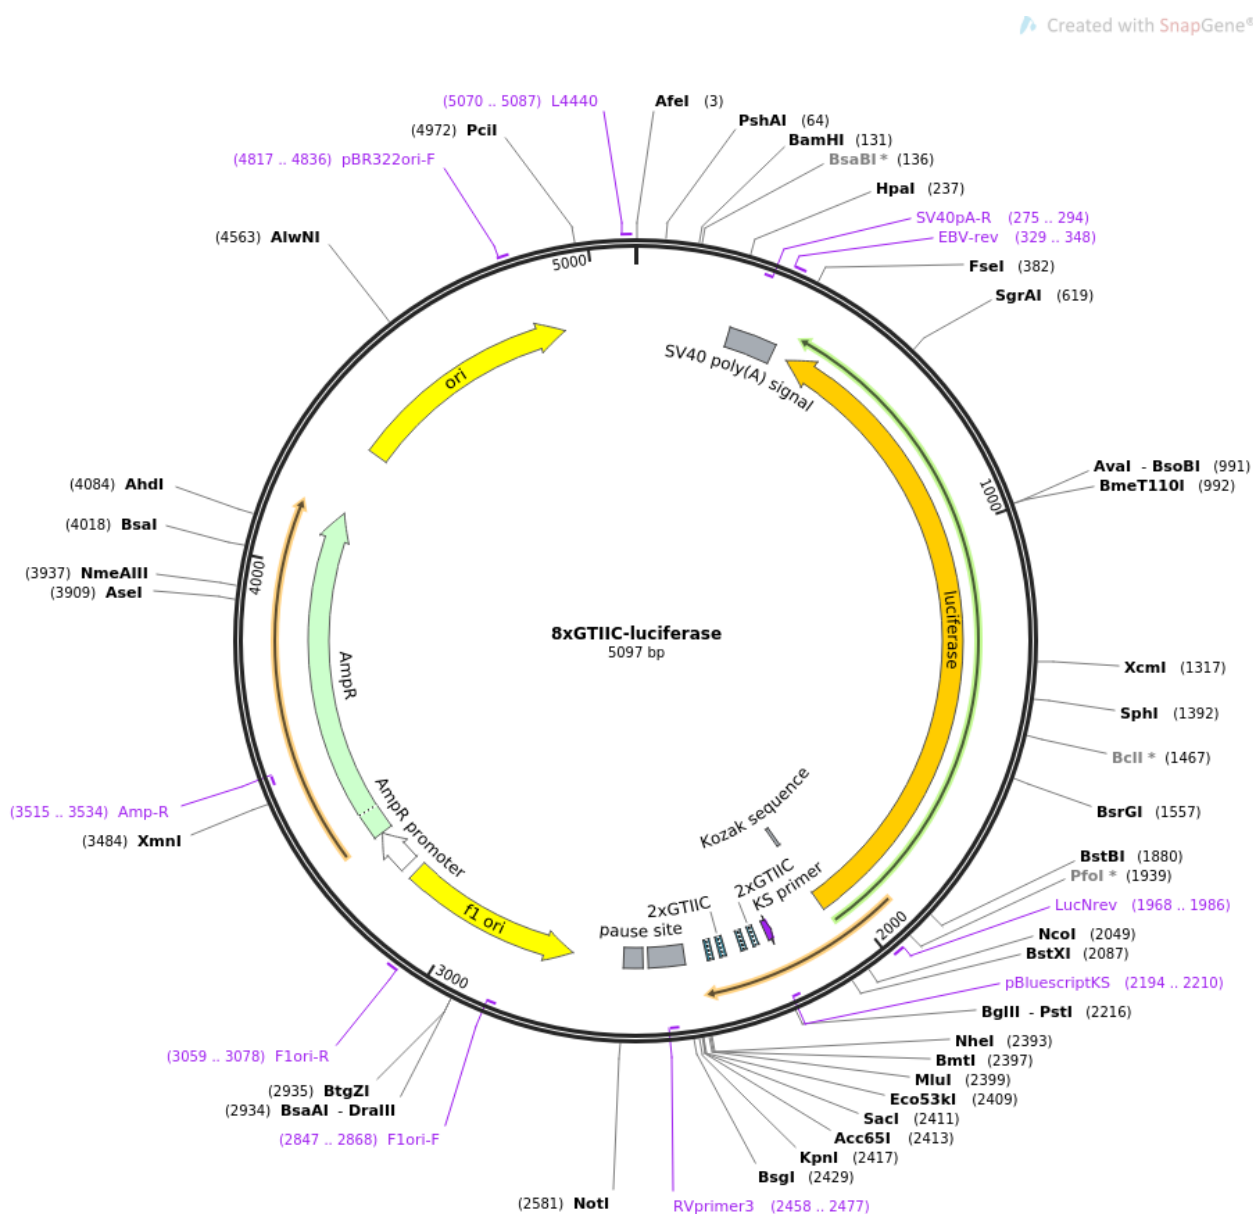 Created with SnapGene®
(5070 .. 5087) L4440
AfeI (3)
(4972) PciI
PshAI (64)
BamHI (131)
(4817 .. 4836) pBR322ori-F
BsaBI * (136)
HpaI (237)
SV40pA-R (275 .. 294)
(4563) AlwNI
EBV-rev (329 .. 348)
5000
FseI (382)
SgrAI (619)
SV40 poly(A) signal
ori
AvaI - BsoBI (991)
(4084) AhdI
BmeT110I (992)
1000
(4018) BsaI
(3937) NmeAIII
4000
(3909) AseI
luciferase
8xGTIIC-luciferase
5097 bp
XcmI (1317)
AmpR
SphI (1392)
BclI * (1467)
(3515 .. 3534) Amp-R
BsrGI (1557)
(3484) XmnI
AmpR promoter
Kozak sequence
BstBI (1880)
PfoI * (1939)
2xGTIIC
KS primer
LucNrev (1968 .. 1986)
2xGTIIC
f1 ori
pause site
2000
NcoI (2049)
BstXI (2087)
3000
pBluescriptKS (2194 .. 2210)
BglII - PstI (2216)
NheI (2393)
(3059 .. 3078) F1ori-R
BmtI (2397)
MluI (2399)
(2935) BtgZI
Eco53kI (2409)
(2934) BsaAI - DraIII
SacI (2411)
(2847 .. 2868) F1ori-F
Acc65I (2413)
KpnI (2417)
BsgI (2429)
(2581) NotI
RVprimer3 (2458 .. 2477)